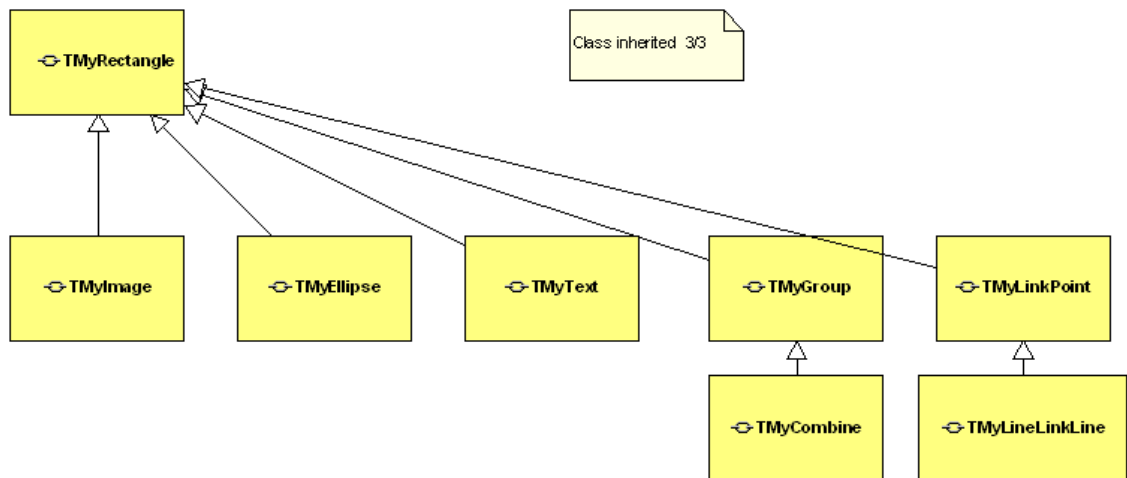 TMyRectangle
Class inherited 3/3
TMyImage
TMyEllipse
TMyText
TMyGroup
TMyLinkPoint
TMyCombine
TMyLineLinkLine